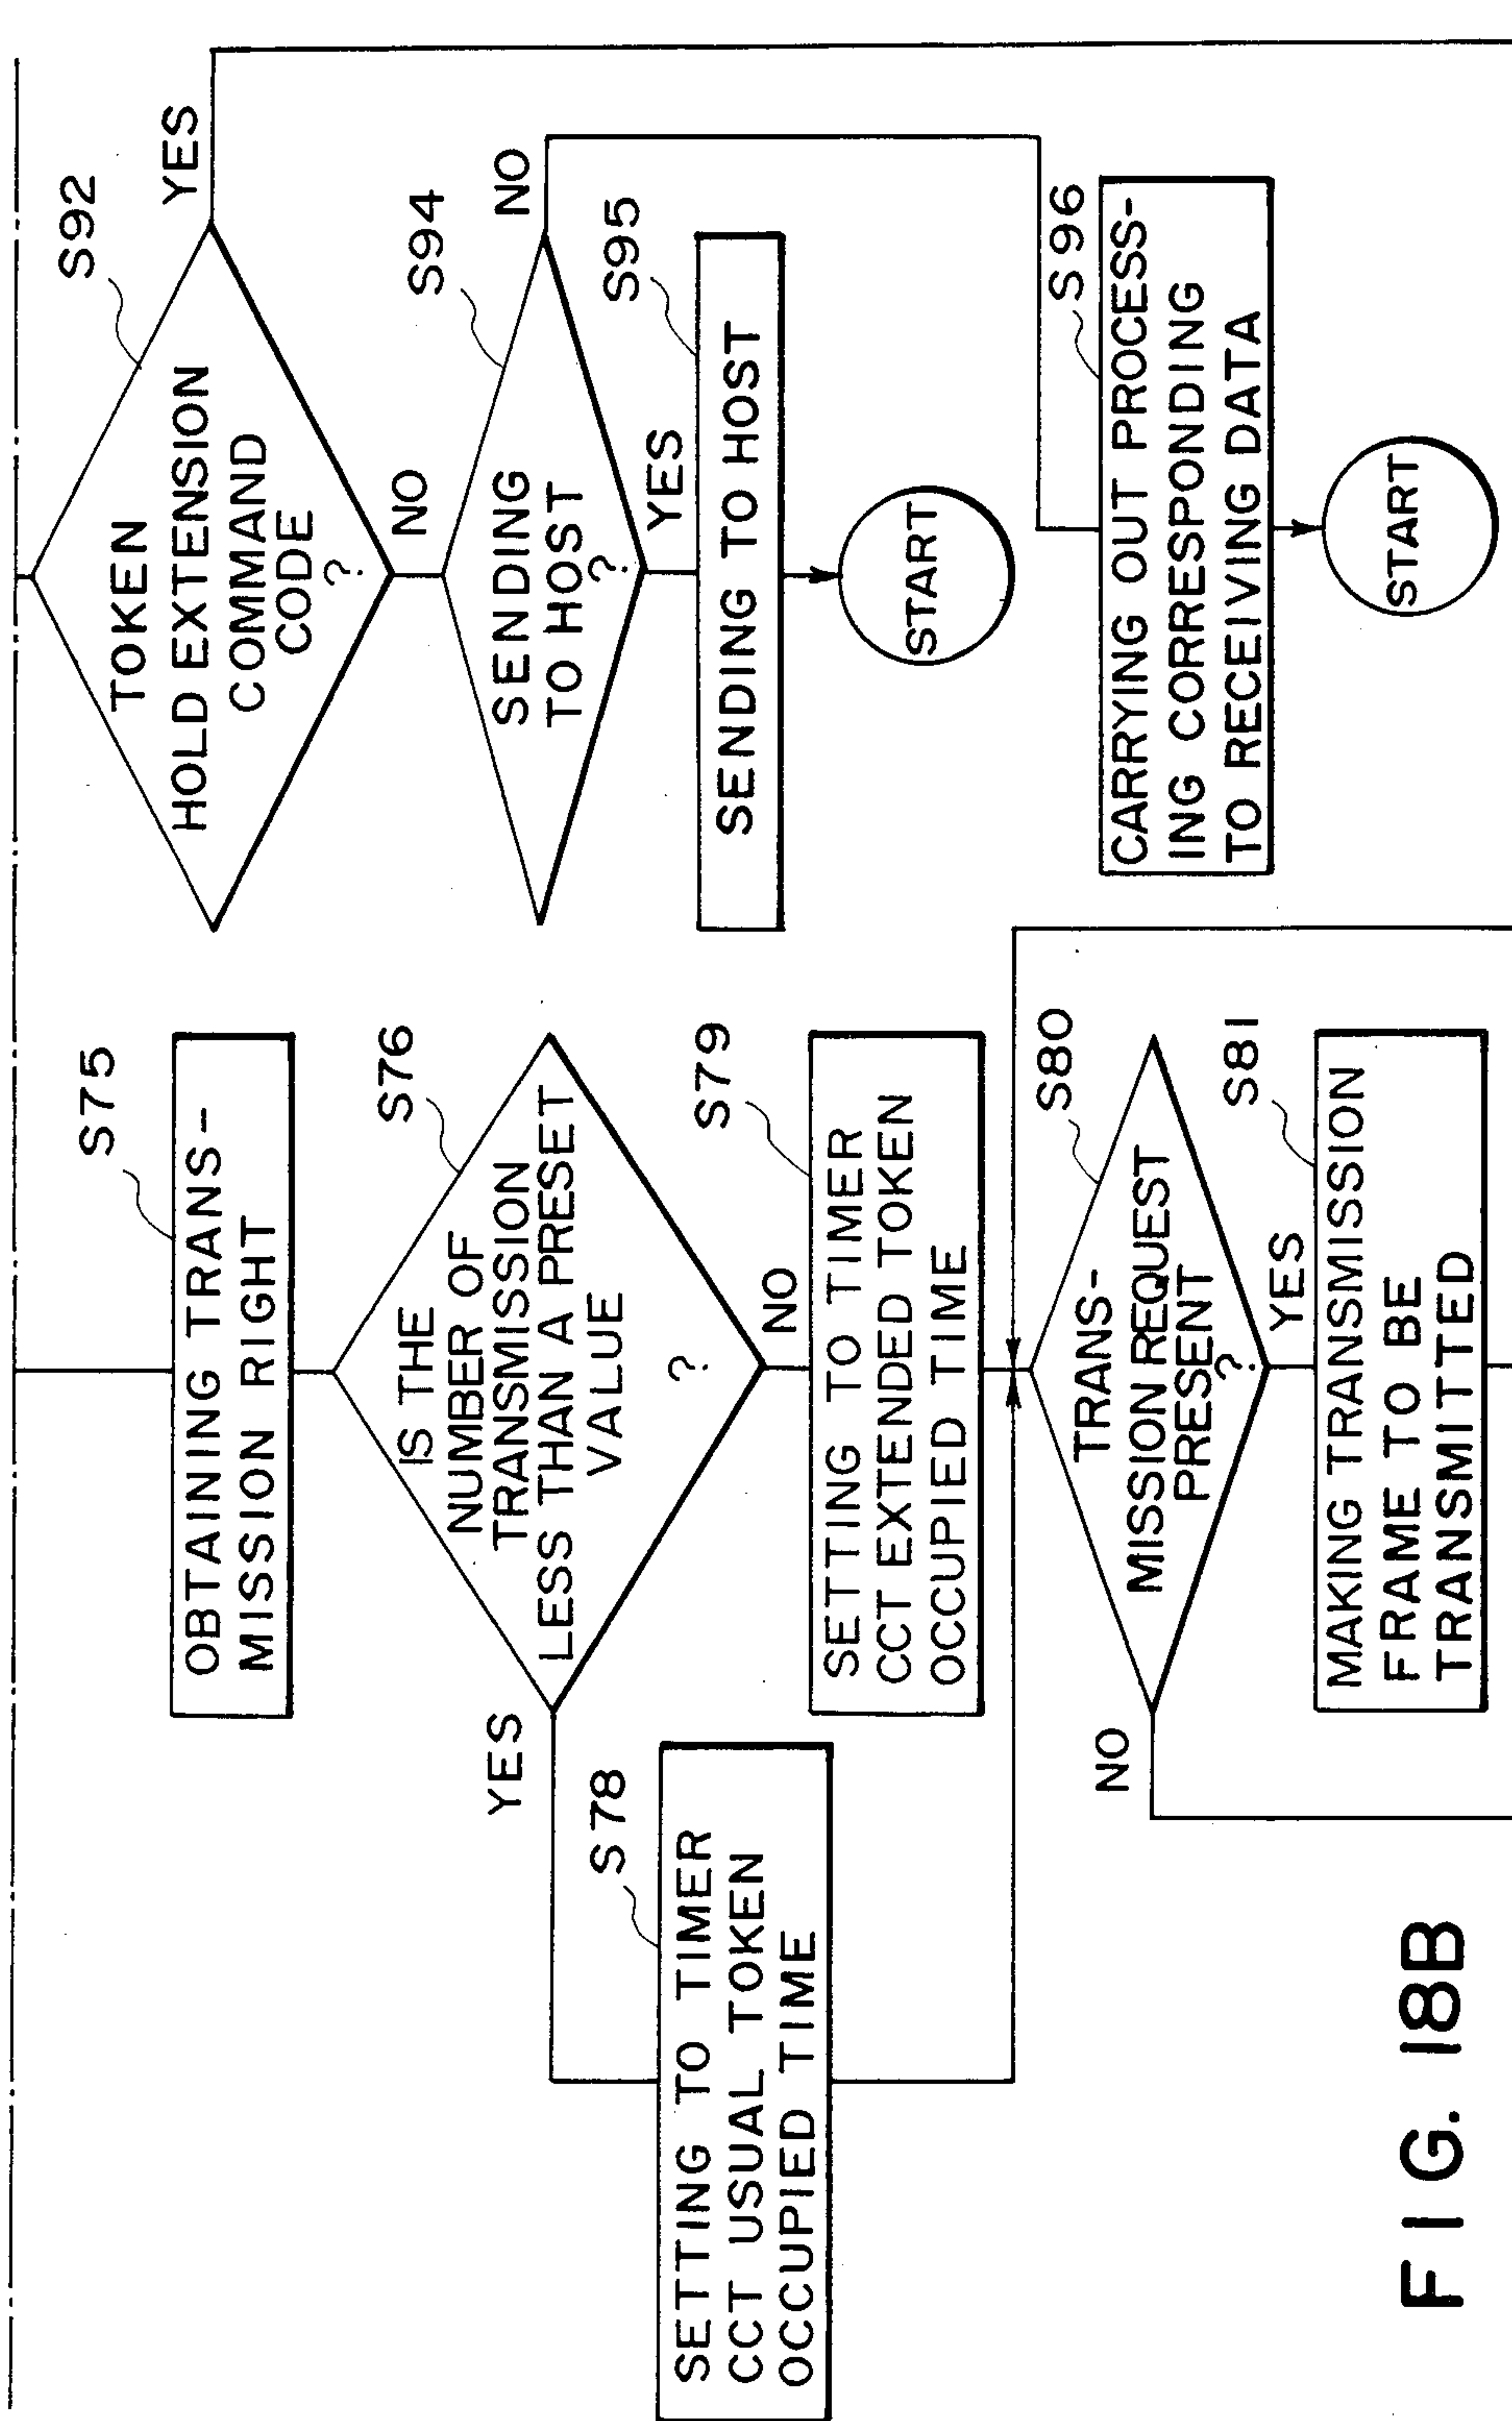 S75
OBTAINING TRANS-
MISSION RIGHT
S76
IS THE
NUMBER OF
TRANSMISSION
LESS THAN A PRESET
VALUE
?
YES
NO
S78
SETTING TO TIMER
CCT USUAL TOKEN
OCCUPIED TIME
S79
SETTING TO TIMER
CCT EXTENDED TOKEN
OCCUPIED TIME
S80
TRANS-
MISSION REQUEST
PRESENT
?
NO
YES
S81
MAKING TRANSMISSION
FRAME TO BE
TRANSMITTED
S92
TOKEN
HOLD EXTENSION
COMMAND
CODE
?
YES
NO
S94
SENDING
TO HOST
?
NO
YES
S95
SENDING TO HOST
START
S96
CARRYING OUT PROCESS-
ING CORRESPONDING
TO RECEIVING DATA
START
FIG. 18B